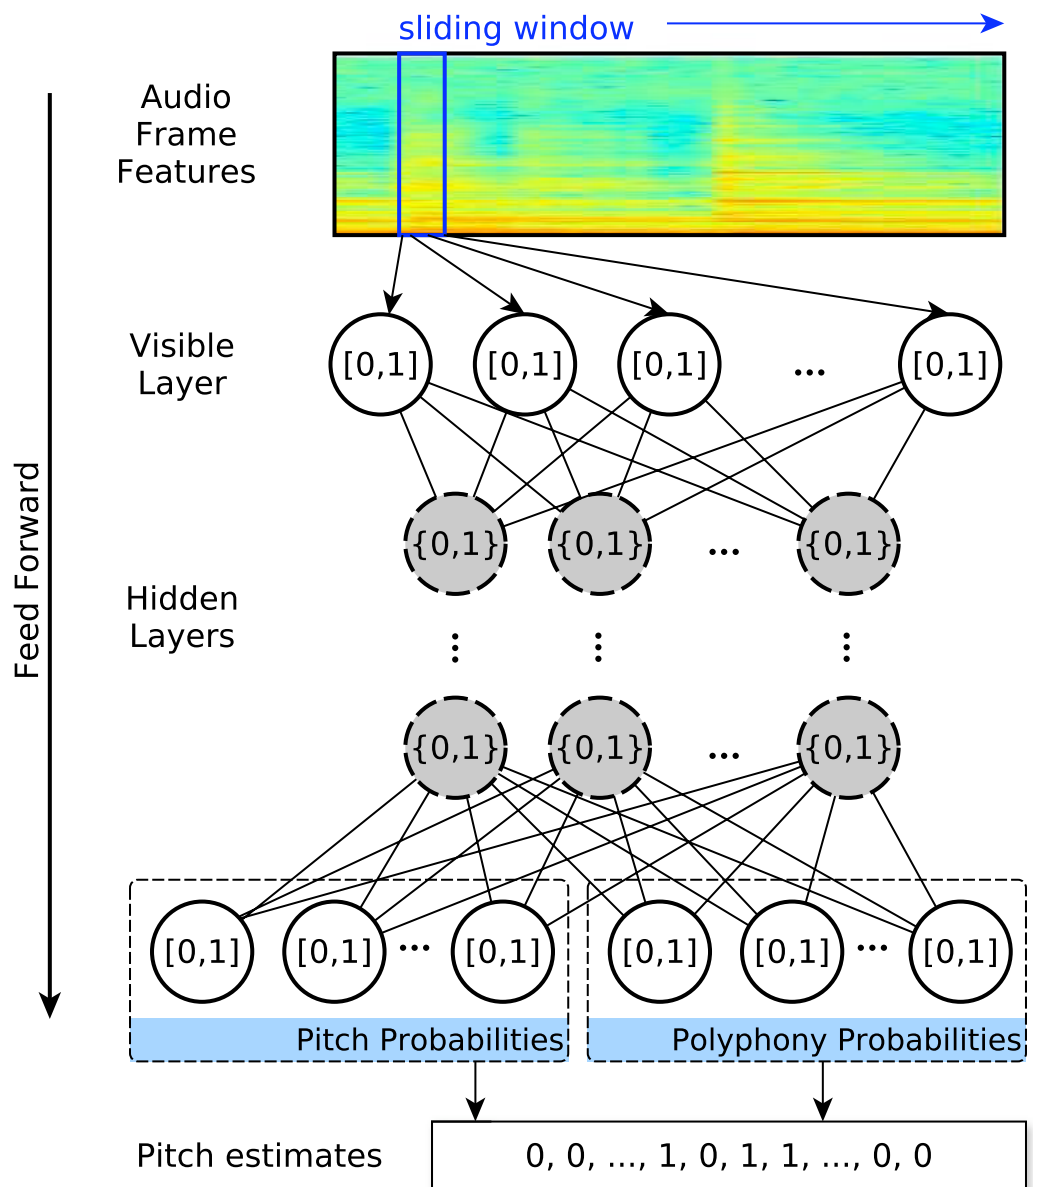 sliding window
Audio
Frame
Features
Visible
Layer
[0,1] [0,1] [0,1] ... [0,1]
Feed Forward
{0,1} {0,1} ... {0,1}
Hidden
Layers
{0,1} {0,1} ... {0,1}
[0,1] [0,1] ... [0,1] [0,1] [0,1] ... [0,1]
Pitch Probabilities Polyphony Probabilities
Pitch estimates 0, 0, ..., 1, 0, 1, 1, ..., 0, 0